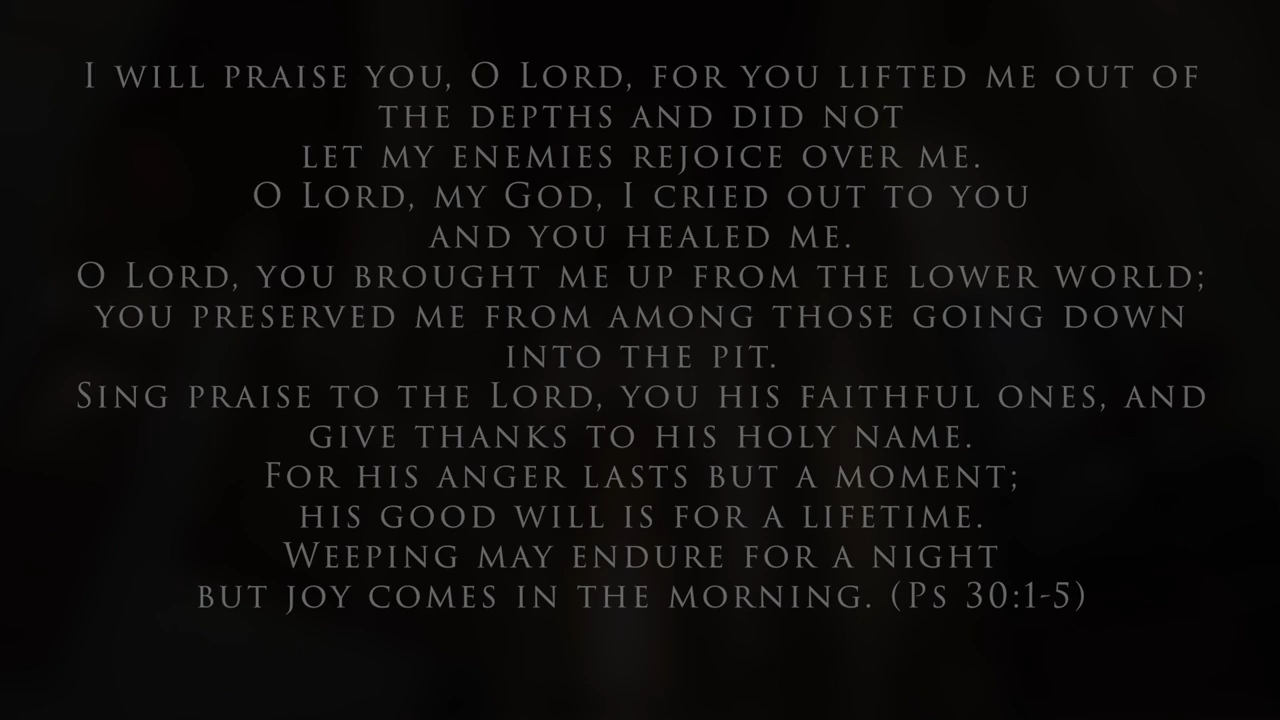 I will praise you, O Lord, for you lifted me out of
the depths and did not
let my enemies rejoice over me.
O Lord, my God, I cried out to you
and you healed me.
O Lord, you brought me up from the lower world;
you preserved me from among those going down
into the pit.
Sing praise to the Lord, you his faithful ones, and
give thanks to his holy name.
For his anger lasts but a moment;
his good will is for a lifetime.
Weeping may endure for a night
but joy comes in the morning. (Ps 30:1-5)